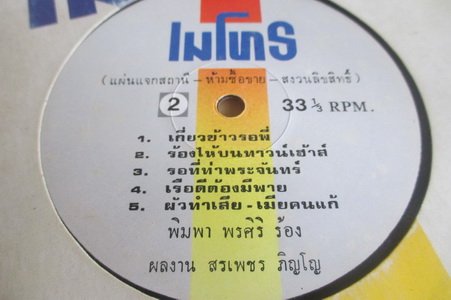 เมโทร
(แผ่นแจกสถานี - ห้ามซื้อขาย - สงวนลิขสิทธิ์)
2 33 1/3 RPM.
1. เกี่ยวข้าวรอพี่
2. ร้องไห้บนทาวน์เฮ้าส์
3. รอที่ท่าพระจันทร์
4. เรือดีต้องมีพาย
5. ผัวทำเสีย - เมียคนแก้
พิมพา พรศิริ ร้อง
ผลงาน สรเพชร ภิญโญ